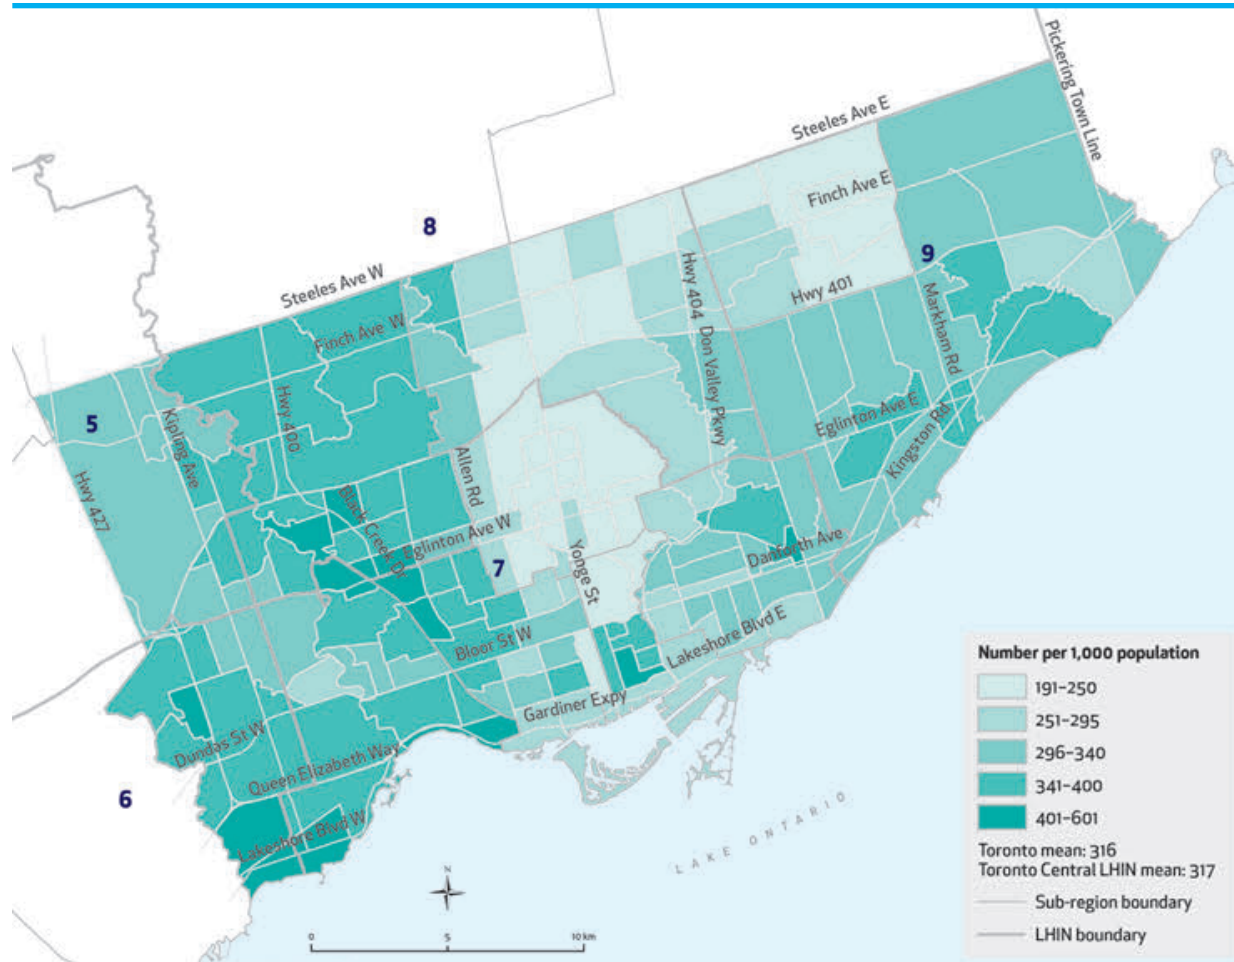 Pickering Town Line
Steeles Ave E
Finch Ave E
8
9
Steeles Ave W
Hwy 404
Hwy 401
Finch Ave W
Markham Rd
Don Valley Pkwy
5
Kipling Ave
Hwy 400
Eglinton Ave E
Kingston Rd
Hwy 427
Allen Rd
Black Creek Dr
Eglinton Ave W
Yonge St
Danforth Ave
7
Bloor St W
Lakeshore Blvd E
Gardiner Expy
Dundas St W
Queen Elizabeth Way
6
Lakeshore Blvd W
LAKE ONTARIO
N
0
5
10 km
Number per 1,000 population
191–250
251–295
296–340
341–400
401–601
Toronto mean: 316
Toronto Central LHIN mean: 317
Sub-region boundary
LHIN boundary